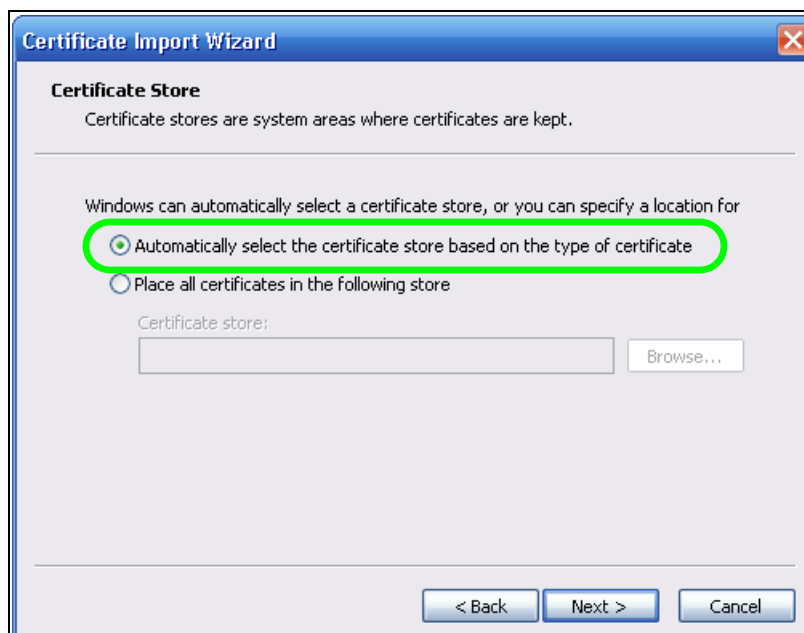 Certificate Import Wizard
Certificate Store
Certificate stores are system areas where certificates are kept.
Windows can automatically select a certificate store, or you can specify a location for
Automatically select the certificate store based on the type of certificate
Place all certificates in the following store
Certificate store:
Browse...
< Back Next > Cancel